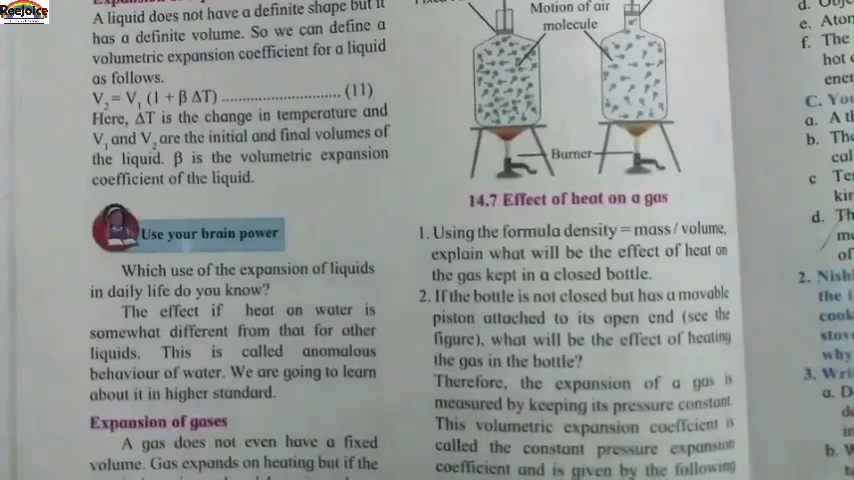 Reejoice
A liquid does not have a definite shape but it
has a definite volume. So we can define a
volumetric expansion coefficient for a liquid
as follows.
V₂ = V₁ (1 + β ΔT) ............................ (11)
Here, ΔT is the change in temperature and
V₁ and V₂ are the initial and final volumes of
the liquid. β is the volumetric expansion
coefficient of the liquid.
Use your brain power
Which use of the expansion of liquids
in daily life do you know?
The effect if heat on water is
somewhat different from that for other
liquids. This is called anomalous
behaviour of water. We are going to learn
about it in higher standard.
Expansion of gases
A gas does not even have a fixed
volume. Gas expands on heating but if the
Motion of air
molecule
Burner
14.7 Effect of heat on a gas
1. Using the formula density = mass / volume,
explain what will be the effect of heat on
the gas kept in a closed bottle.
2. If the bottle is not closed but has a movable
piston attached to its open end (see the
figure), what will be the effect of heating
the gas in the bottle?
Therefore, the expansion of a gas is
measured by keeping its pressure constant.
This volumetric expansion coeffcient is
called the constant pressure expansion
coefficient and is given by the following
d.
e.
f. The
hot
C. You
a. A
b.
c
d.
of
2.
the
why
3.
a.
b.